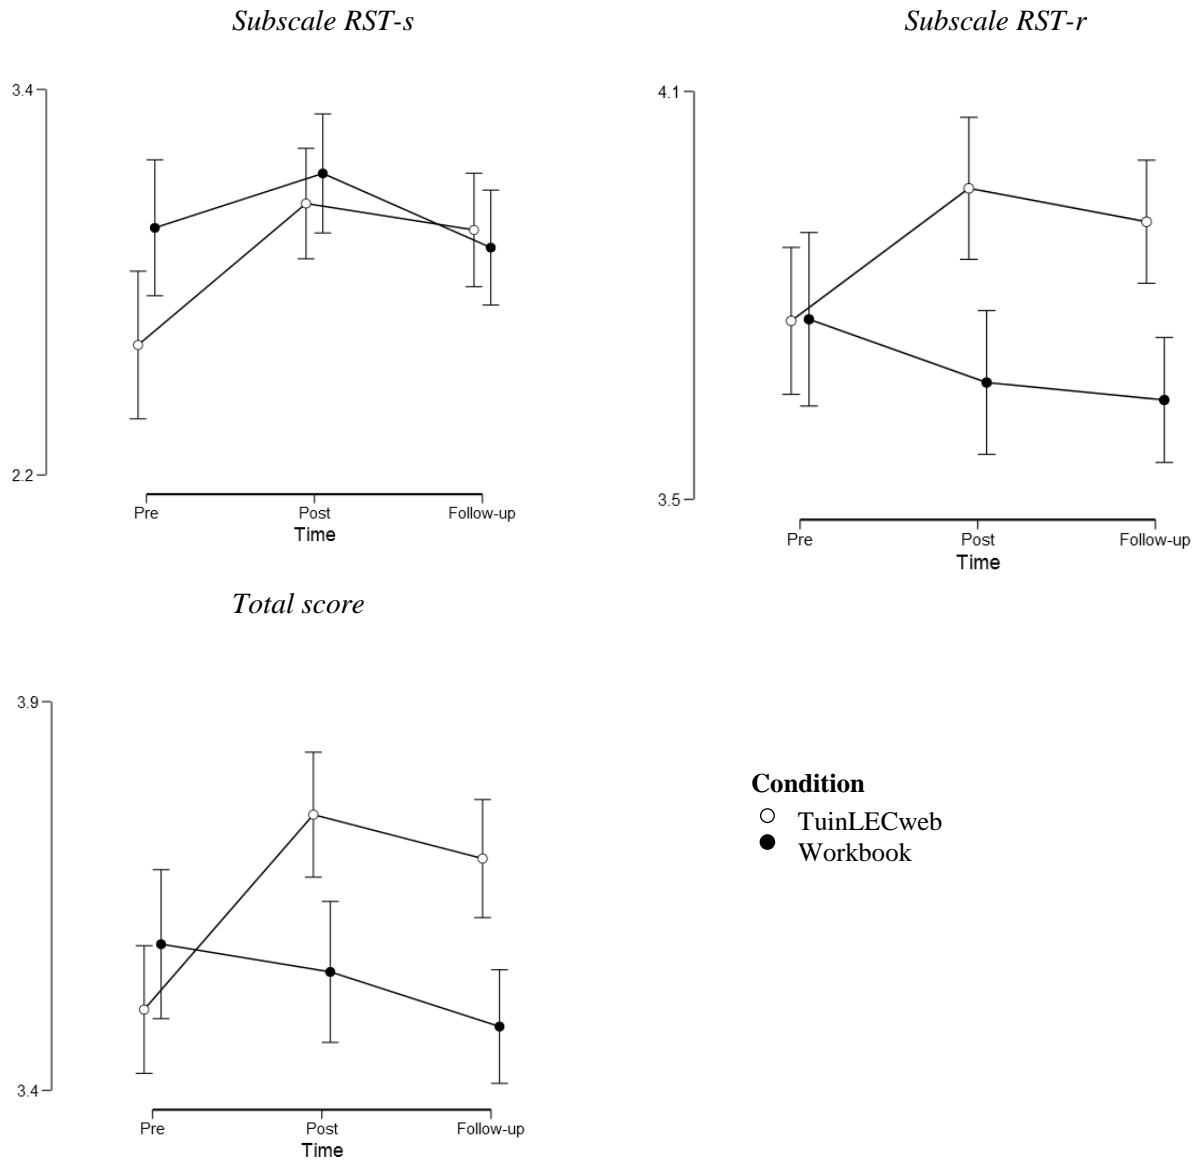 Subscale RST-s
3.4
2.2
Pre Post Follow-up
Time
Subscale RST-r
4.1
3.5
Pre Post Follow-up
Time
Total score
3.9
3.4
Pre Post Follow-up
Time
Condition
TuinLECweb
Workbook